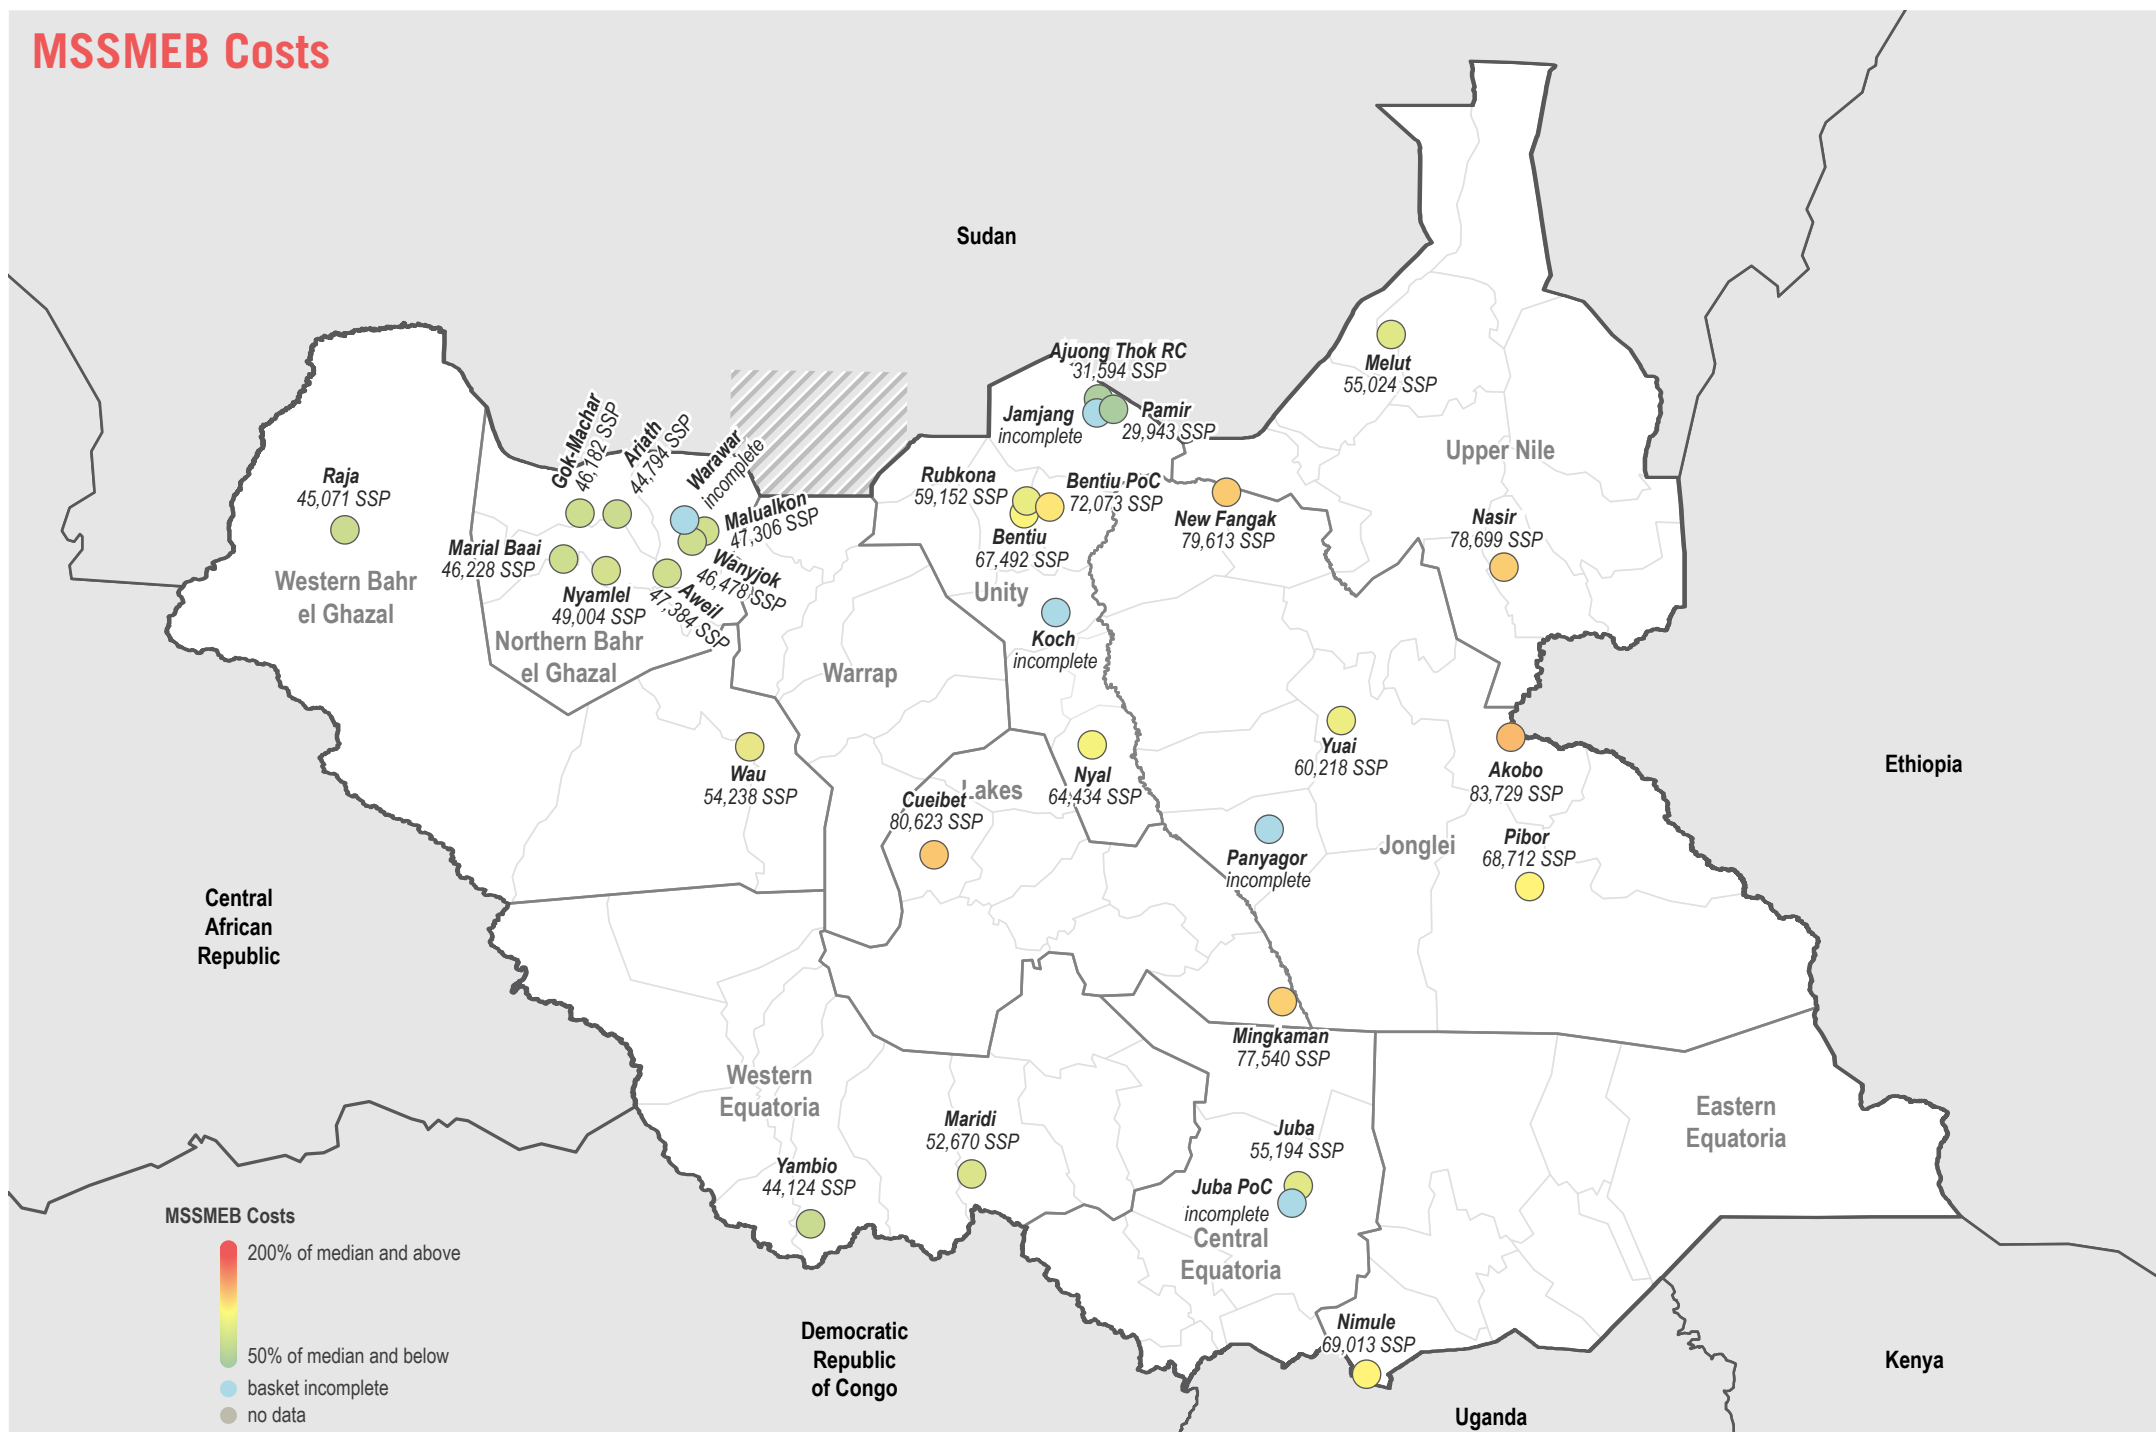 MSSMEB Costs
Sudan
Ajuong Thok RC
31,594 SSP
Jamjang
incomplete
Pamir
29,943 SSP
Melut
55,024 SSP
Upper Nile
Gok-Machar
46,182 SSP
Ariath
44,794 SSP
Warawar
incomplete
Malualkon
47,306 SSP
Wanyjok
46,478 SSP
Aweil
47,384 SSP
Raja
45,071 SSP
Western Bahr
el Ghazal
Marial Baai
46,228 SSP
Nyamlel
49,004 SSP
Northern Bahr
el Ghazal
Rubkona
59,152 SSP
Bentiu PoC
72,073 SSP
Bentiu
67,492 SSP
Unity
New Fangak
79,613 SSP
Nasir
78,699 SSP
Koch
incomplete
Warrap
Wau
54,238 SSP
Lakes
Cueibet
80,623 SSP
Nyal
64,434 SSP
Yuai
60,218 SSP
Akobo
83,729 SSP
Ethiopia
Panyagor
incomplete
Jonglei
Pibor
68,712 SSP
Central
African
Republic
Mingkaman
77,540 SSP
Western
Equatoria
Maridi
52,670 SSP
Yambio
44,124 SSP
Juba
55,194 SSP
Juba PoC
incomplete
Central
Equatoria
Eastern
Equatoria
Nimule
69,013 SSP
Democratic
Republic
of Congo
Uganda
Kenya
MSSMEB Costs
200% of median and above
50% of median and below
basket incomplete
no data